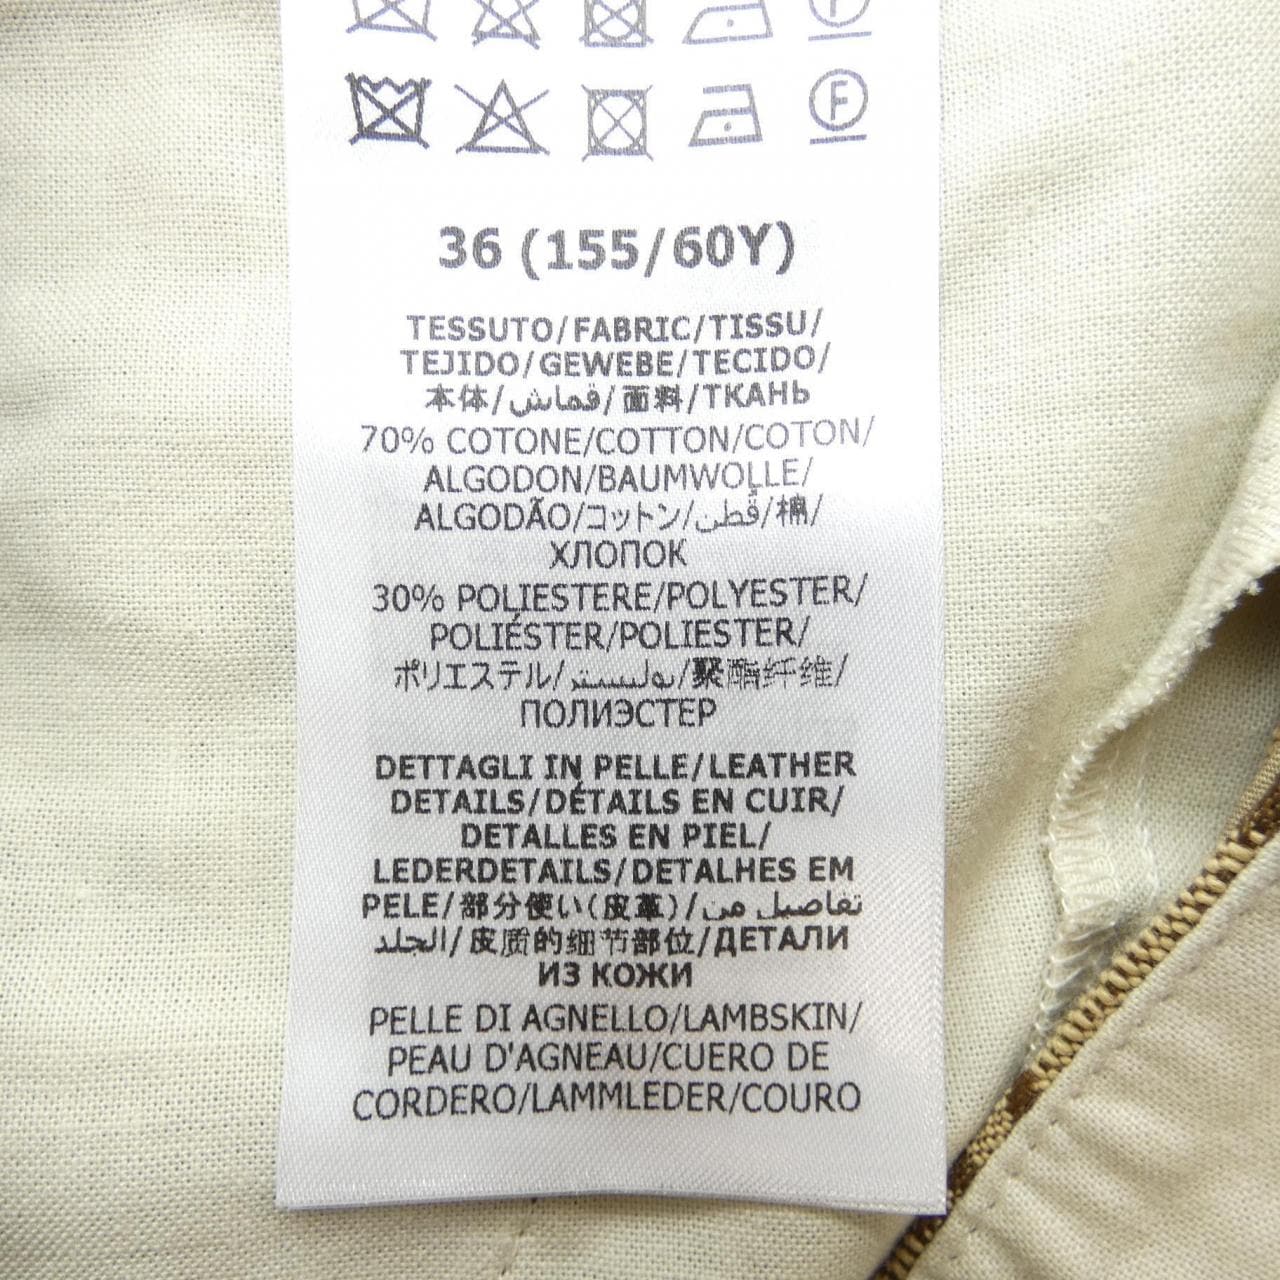 36 (155/60Y)
TESSUTO/FABRIC/TISSU/
TEJIDO/GEWEBE/TECIDO/
本体/قماش/面料/ТКАНЬ
70% COTONE/COTTON/COTON/
ALGODON/BAUMWOLLE/
ALGODÃO/コットン/قُطن/棉/
ХЛОПОК
30% POLIESTERE/POLYESTER/
POLIÉSTER/POLIESTER/
ポリエステル/بوليستر/聚酯纤维/
ПОЛИЭСТЕР
DETTAGLI IN PELLE/LEATHER
DETAILS/DÉTAILS EN CUIR/
DETALLES EN PIEL/
LEDERDETAILS/DETALHES EM
PELE/部分使い(皮革)/تفاصيل من
الجلد/皮质的细节部位/ДЕТАЛИ
ИЗ КОЖИ
PELLE DI AGNELLO/LAMBSKIN/
PEAU D'AGNEAU/CUERO DE
CORDERO/LAMMLEDER/COURO